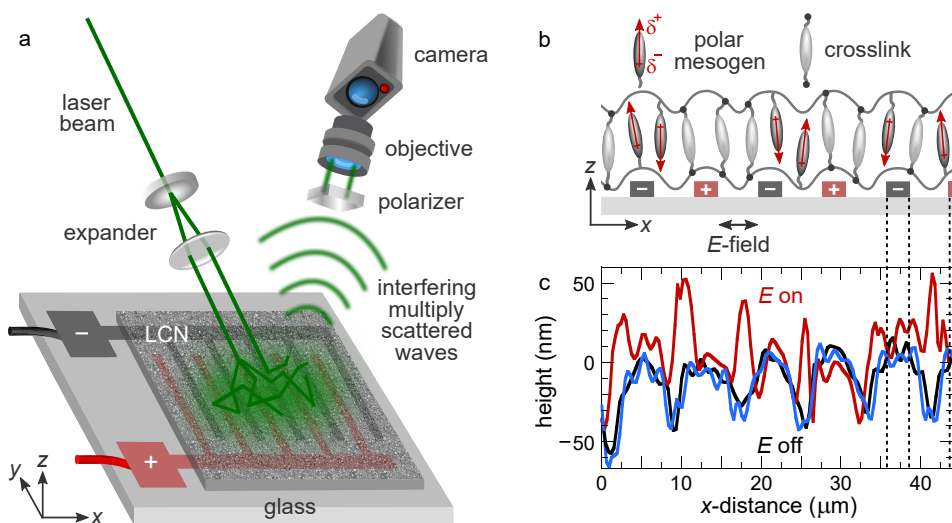 a
laser
beam
expander
camera
objective
polarizer
interfering
multiply
scattered
waves
−
LCN
+
glass
y
z
x
b
δ+
δ−
polar
mesogen
crosslink
z
x
− + − + −
E-field
c
E on
E off
height (nm)
50
0
−50
0 10 20 30 40
x-distance (μm)